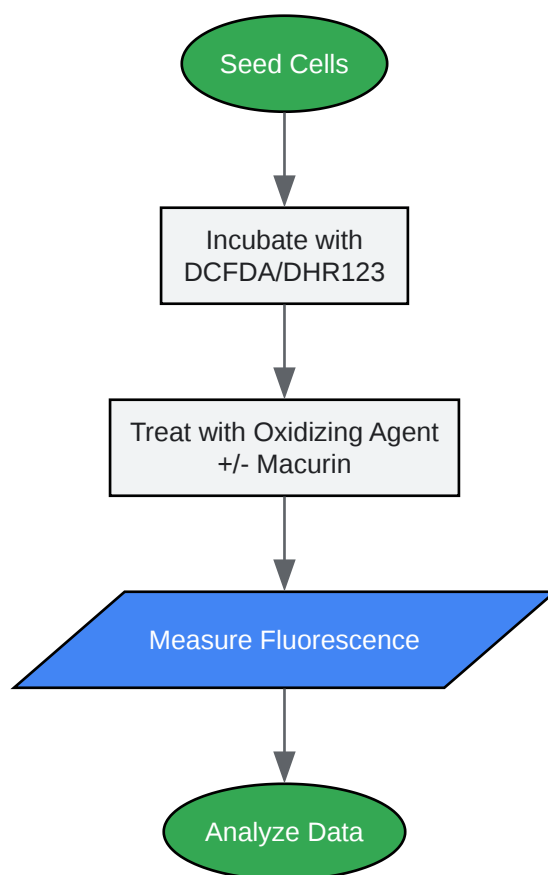 Seed Cells
Incubate with
DCFDA/DHR123
Treat with Oxidizing Agent
+/- Macurin
Measure Fluorescence
Analyze Data